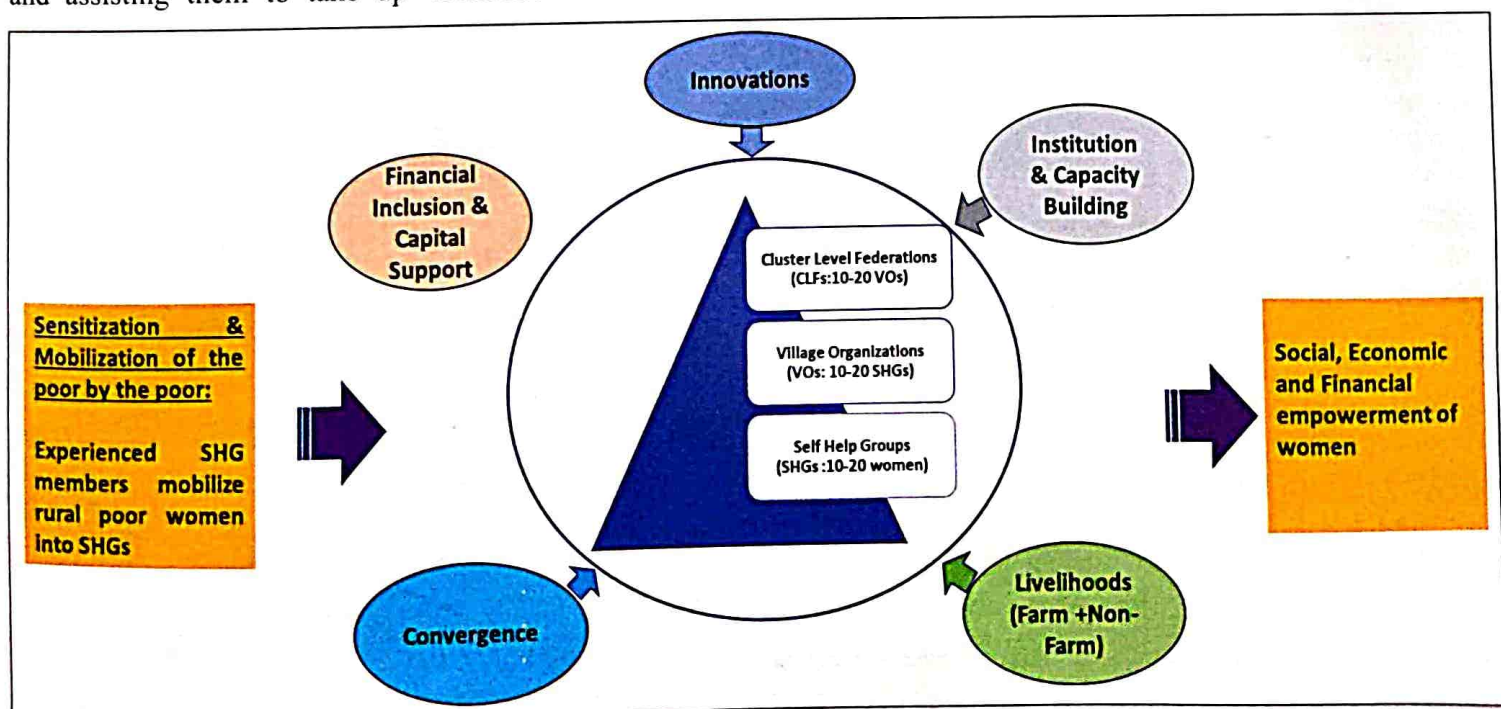 and assisting them to take up
Innovations
Institution
& Capacity
Building
Financial
Inclusion &
Capital
Support
Cluster Level Federations
(CLFs:10-20 VOs)
Village Organizations
(VOs: 10-20 SHGs)
Self Help Groups
(SHGs :10-20 women)
Sensitization &
Mobilization of the
poor by the poor:
Experienced SHG
members mobilize
rural poor women
into SHGs
Social, Economic
and Financial
empowerment of
women
Convergence
Livelihoods
(Farm +Non-
Farm)